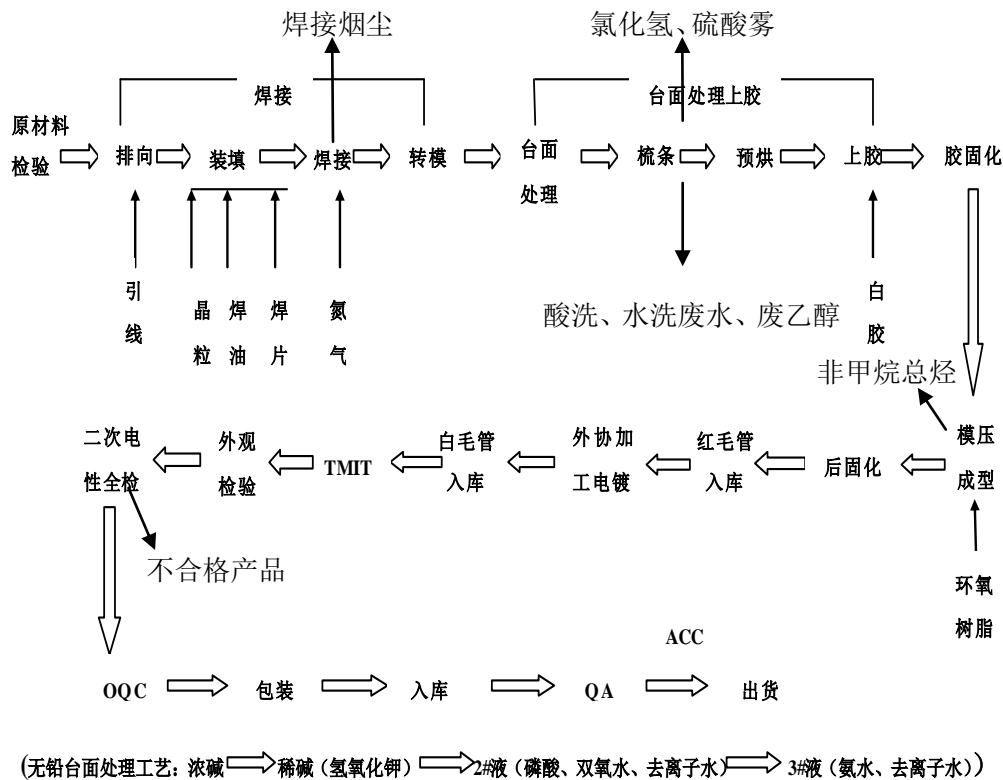 焊接烟尘
氯化氢、硫酸雾
焊接
台面处理上胶
原材料
检验
排向
装填
焊接
转模
台面
处理
梳条
预烘
上胶
胶固化
引
线
晶
粒
焊
油
焊
片
氮
气
酸洗、水洗废水、废乙醇
白
胶
非甲烷总烃
二次电
性全检
外观
检验
TMIT
白毛管
入库
外协加
工电镀
红毛管
入库
后固化
模压
成型
不合格产品
环氧
树脂
ACC
OQC
包装
入库
QA
出货
(无铅台面处理工艺：浓碱 稀碱（氢氧化钾） 2#液（磷酸、双氧水、去离子水） 3#液（氨水、去离子水））